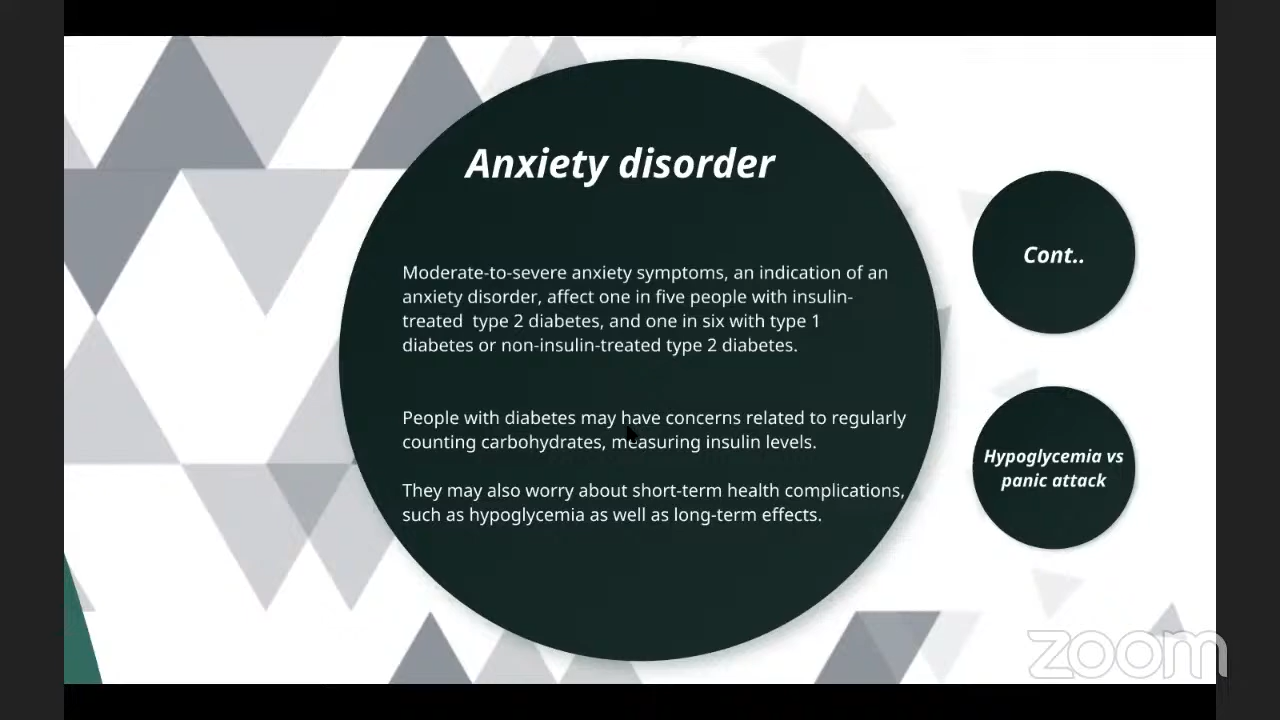 Anxiety disorder
Moderate-to-severe anxiety symptoms, an indication of an
anxiety disorder, affect one in five people with insulin-
treated type 2 diabetes, and one in six with type 1
diabetes or non-insulin-treated type 2 diabetes.
People with diabetes may have concerns related to regularly
counting carbohydrates, measuring insulin levels.
They may also worry about short-term health complications,
such as hypoglycemia as well as long-term effects.
Cont..
Hypoglycemia vs
panic attack
zoom